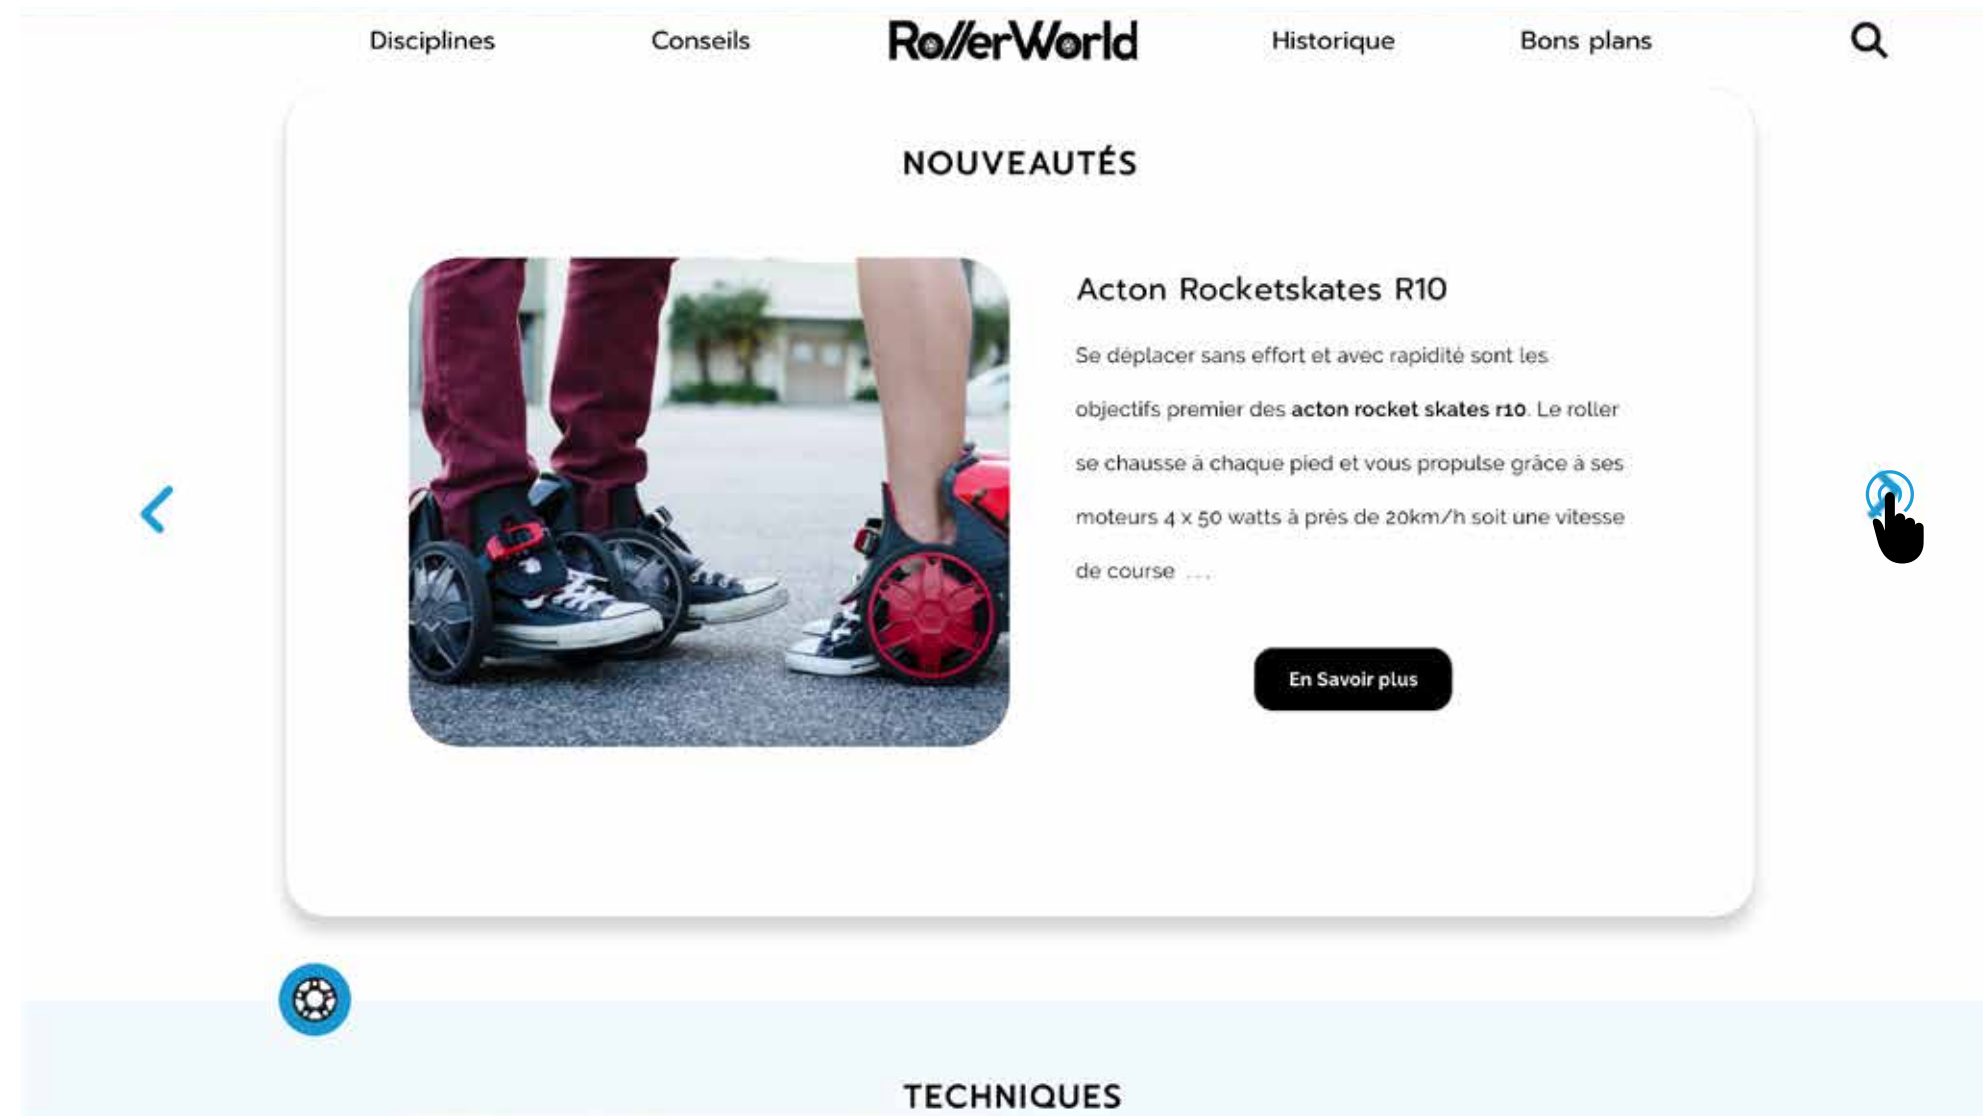 Disciplines
Conseils
RollerWorld
Historique
Bons plans
NOUVEAUTÉS
Acton Rocketskates R10
Se déplacer sans effort et avec rapidité sont les
objectifs premier des acton rocket skates r10. Le roller
se chausse à chaque pied et vous propulse grâce à ses
moteurs 4 x 50 watts à près de 20km/h soit une vitesse
de course ...
En Savoir plus
TECHNIQUES